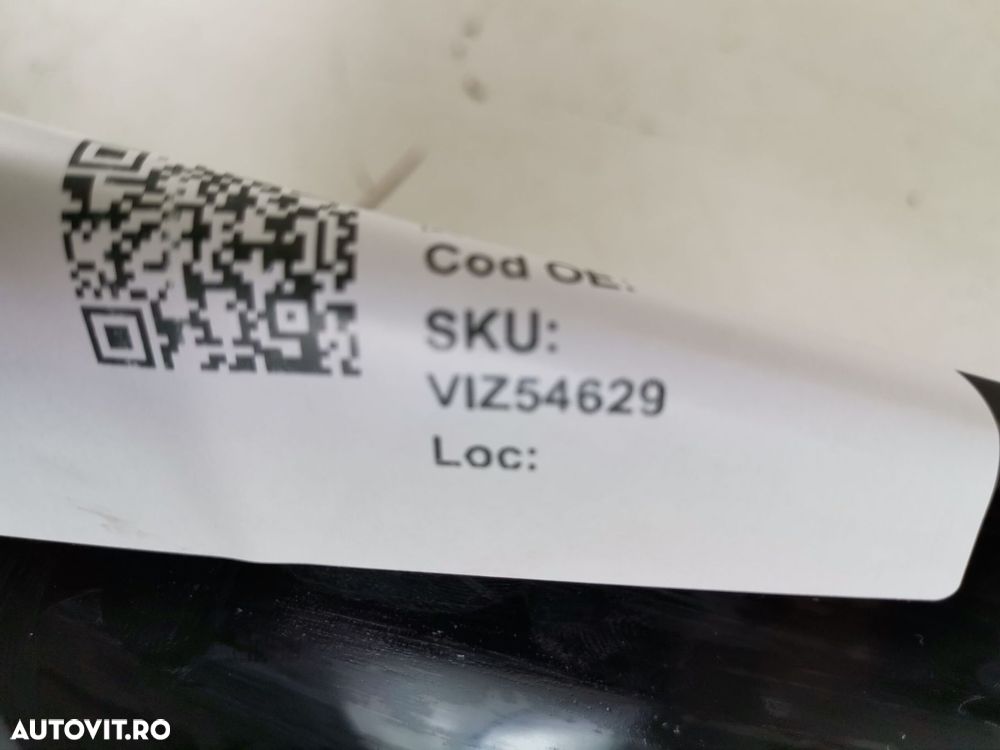 Cod OE:
SKU:
VIZ54629
Loc:
AUTOVIT.RO